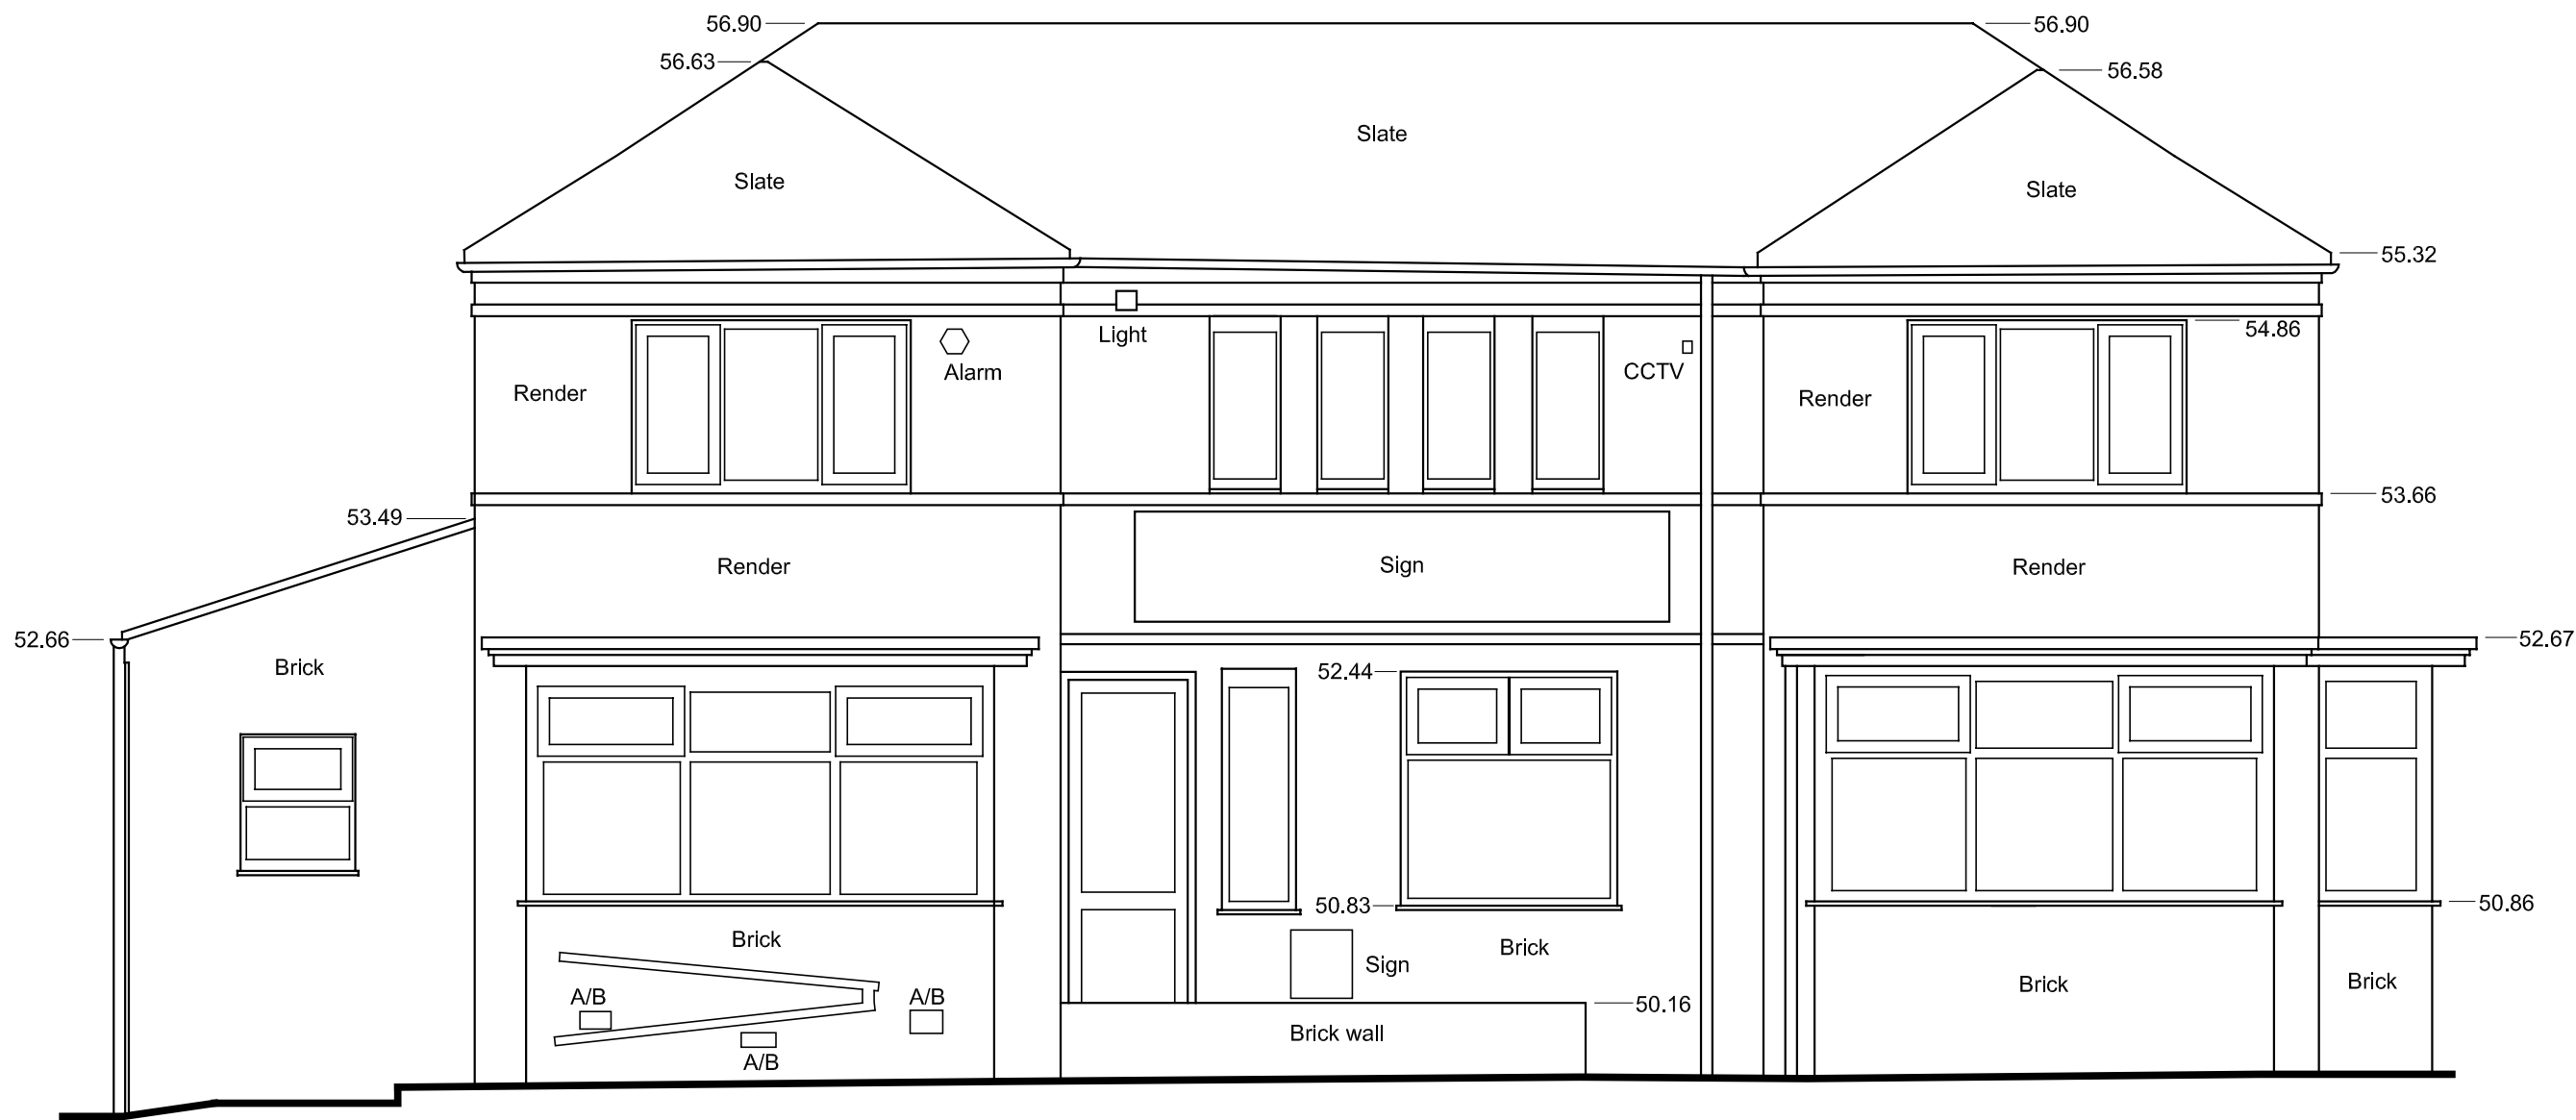 56.90
56.90
56.63
56.58
Slate
Slate
Slate
55.32
Light
54.86
Alarm
CCTV
Render
Render
53.66
53.49
Render
Sign
Render
52.66
52.67
Brick
52.44
50.83
50.86
Brick
Brick
Sign
Brick
Brick
A/B
A/B
50.16
Brick wall
A/B